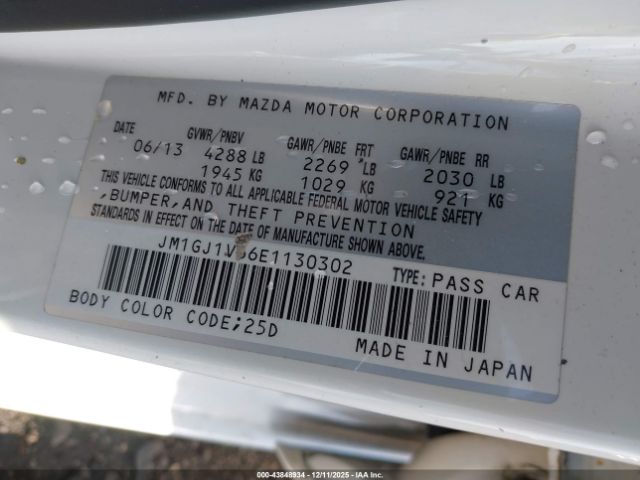 MFD. BY MAZDA MOTOR CORPORATION
DATE GVWR/PNBV GAWR/PNBE FRT GAWR/PNBE RR
06/13 4288 LB 2269 LB 2030 LB
1945 KG 1029 KG 921 KG
THIS VEHICLE CONFORMS TO ALL APPLICABLE FEDERAL MOTOR VEHICLE SAFETY
,BUMPER,AND THEFT PREVENTION
STANDARDS IN EFFECT ON THE DATE OF MANUFACTURE SHOWN ABOVE.
TYPE: PASS CAR
BODY COLOR CODE;25D
MADE IN JAPAN
000-43848934 - 12/11/2025 - IAA Inc.